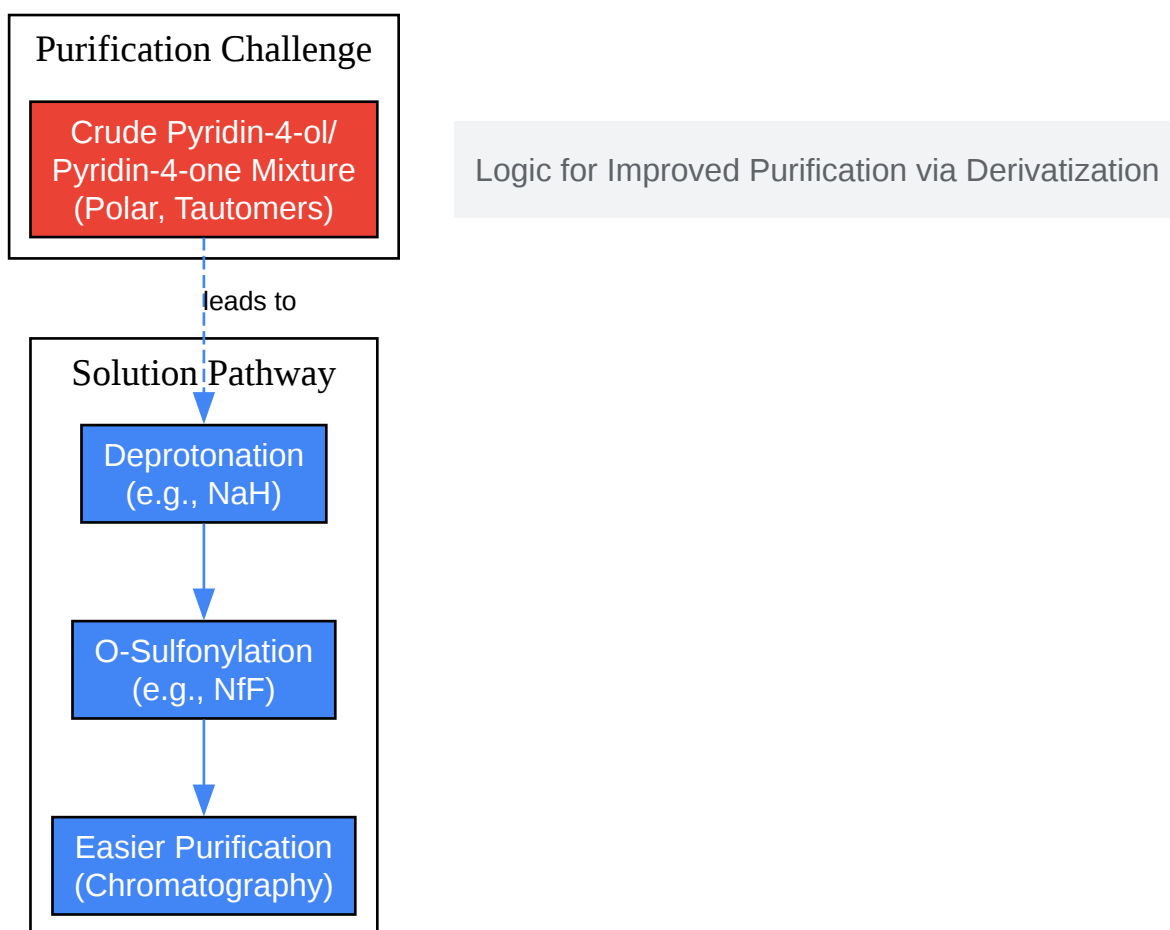 Purification Challenge
Crude Pyridin-4-ol/
Pyridin-4-one Mixture
(Polar, Tautomers)
Logic for Improved Purification via Derivatization
leads to
Solution Pathway
Deprotonation
(e.g., NaH)
O-Sulfonylation
(e.g., NfF)
Easier Purification
(Chromatography)